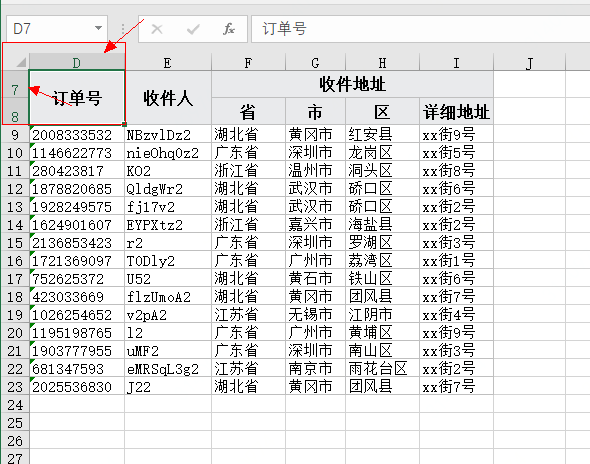 D7 fx 订单号
D E F G H I J
7 订单号 收件人 收件地址
8 省 市 区 详细地址
9 2008333532 NBzvlDz2 湖北省 黄冈市 红安县 xx街9号
10 1146622773 nieOhq0z2 广东省 深圳市 龙岗区 xx街5号
11 280423817 KO2 浙江省 温州市 洞头区 xx街8号
12 1878820685 QldgWr2 湖北省 武汉市 硚口区 xx街6号
13 1928249575 fj17v2 湖北省 武汉市 硚口区 xx街2号
14 1624901607 EYPXtz2 浙江省 嘉兴市 海盐县 xx街2号
15 2136853423 r2 广东省 深圳市 罗湖区 xx街3号
16 1721369097 TODly2 广东省 广州市 荔湾区 xx街1号
17 752625372 U52 湖北省 黄石市 铁山区 xx街6号
18 423033669 flzUmoA2 湖北省 黄冈市 团风县 xx街7号
19 1026254652 v2pA2 江苏省 无锡市 江阴市 xx街4号
20 1195198765 l2 广东省 广州市 黄埔区 xx街9号
21 1903777955 uMF2 广东省 深圳市 南山区 xx街3号
22 681347593 eMRSqL3g2 江苏省 南京市 雨花台区 xx街2号
23 2025536830 J22 湖北省 黄冈市 团风县 xx街7号
24
25
26
27